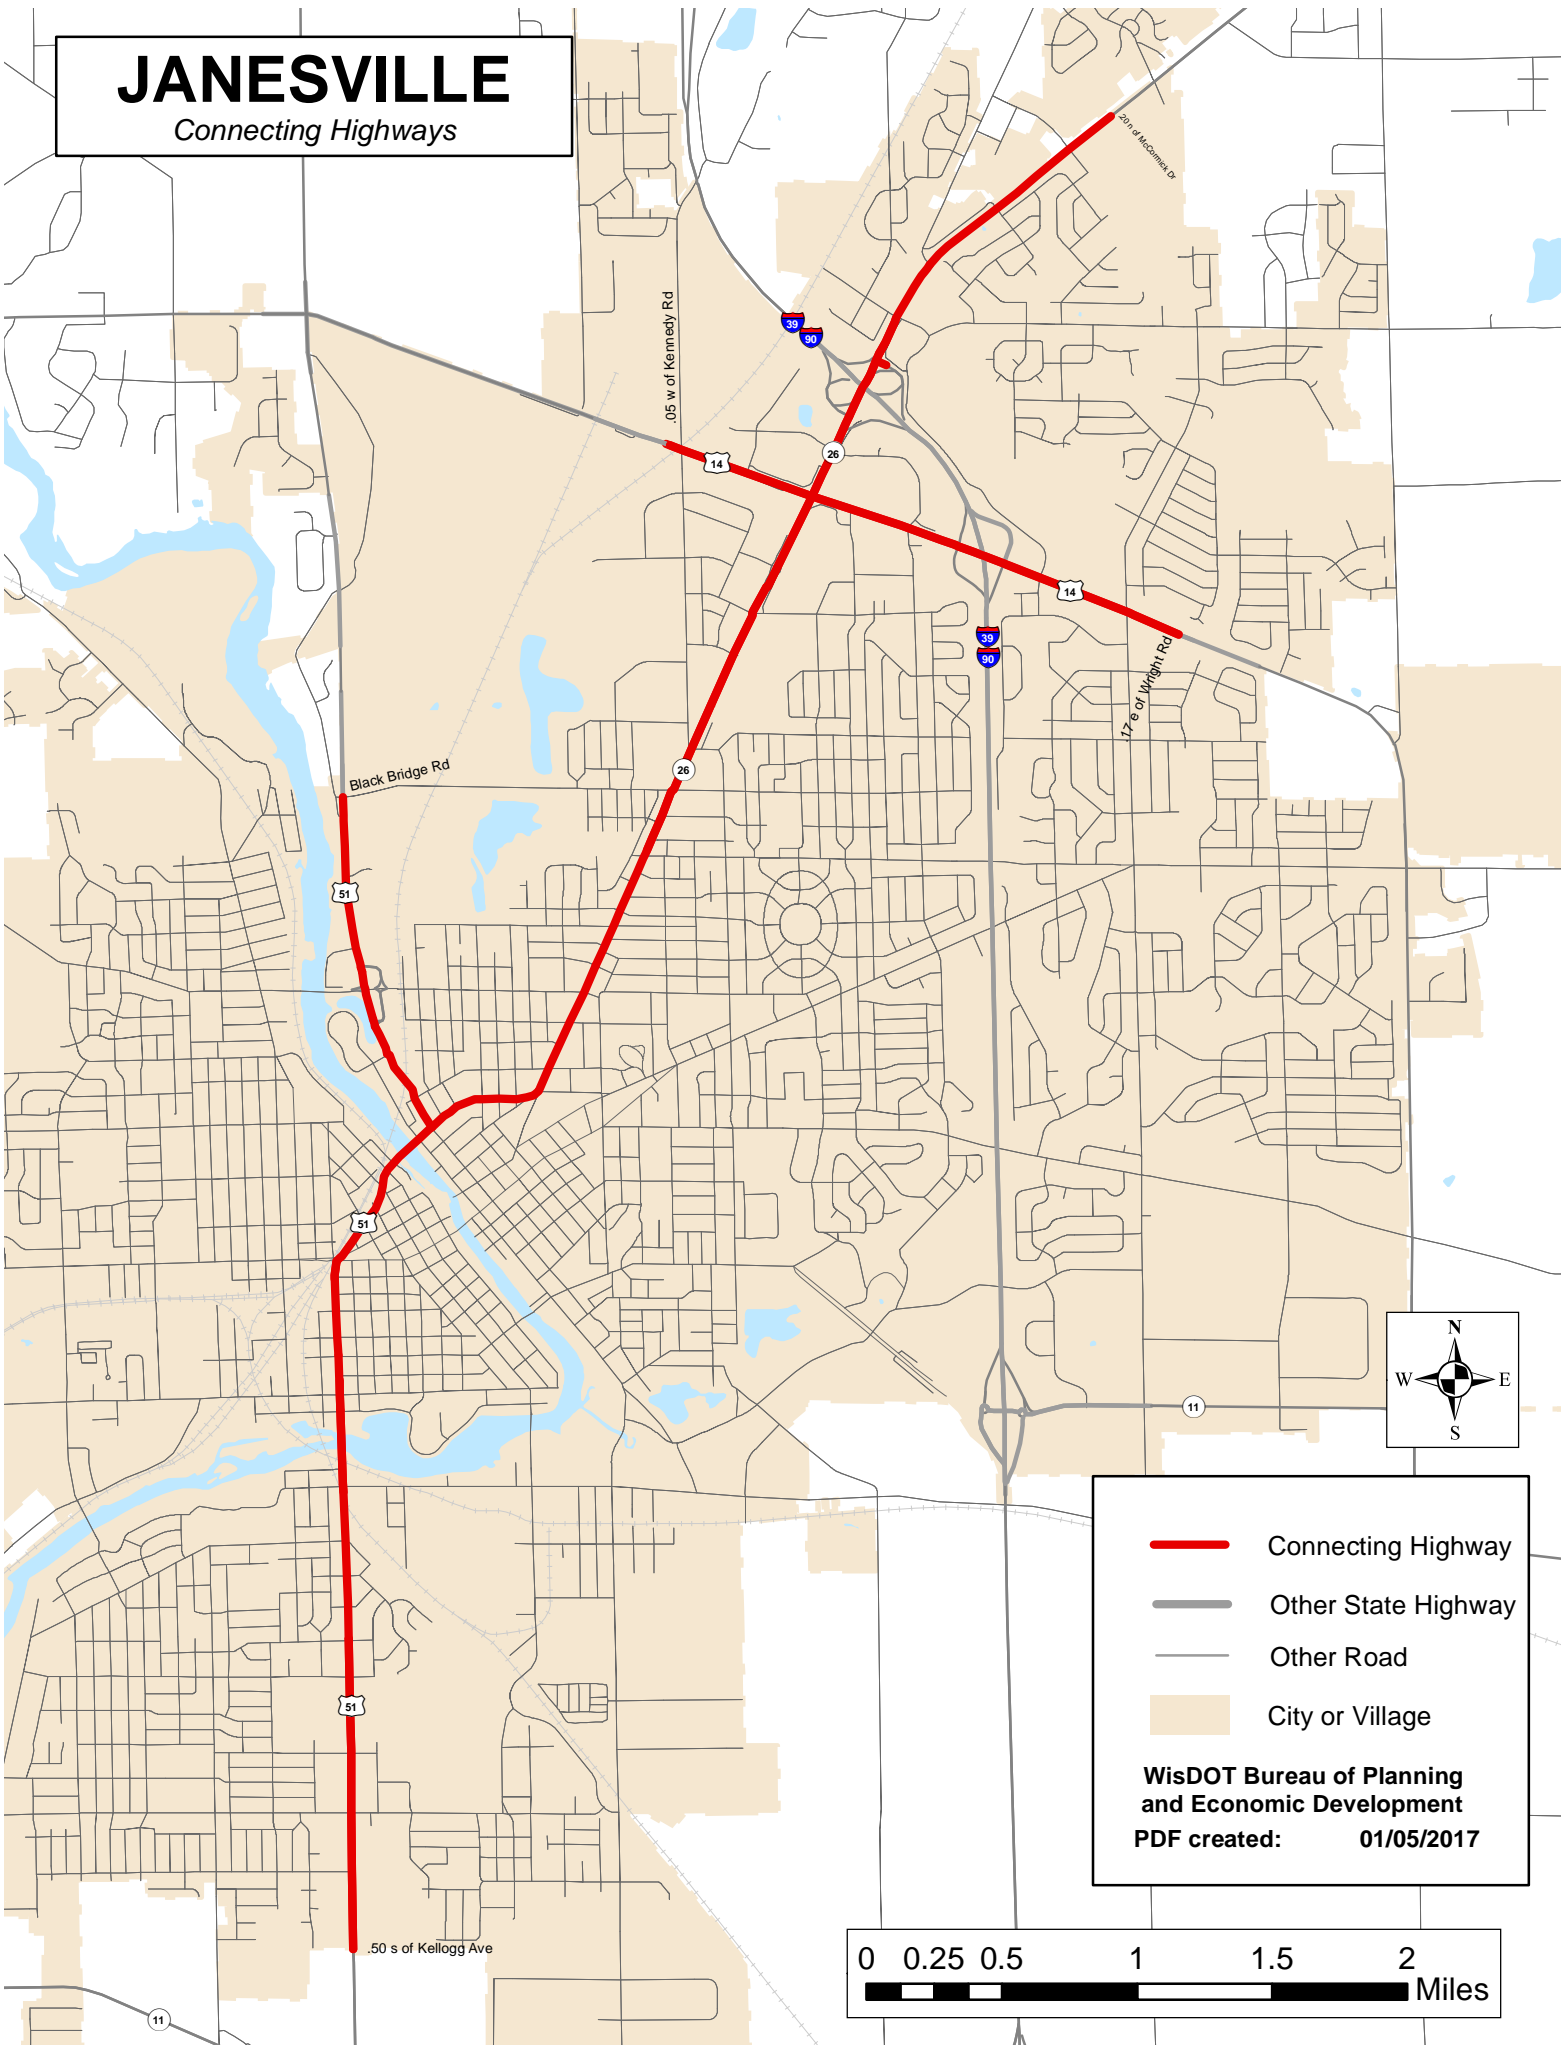 JANESVILLE
Connecting Highways
.20 n of McCormick Dr
39
90
.05 w of Kennedy Rd
26
14
14
39
90
.17 e of Wright Rd
26
Black Bridge Rd
51
51
N
W
E
S
11
Connecting Highway
Other State Highway
Other Road
City or Village
WisDOT Bureau of Planning
and Economic Development
PDF created: 01/05/2017
51
.50 s of Kellogg Ave
0 0.25 0.5 1 1.5 2
Miles
11